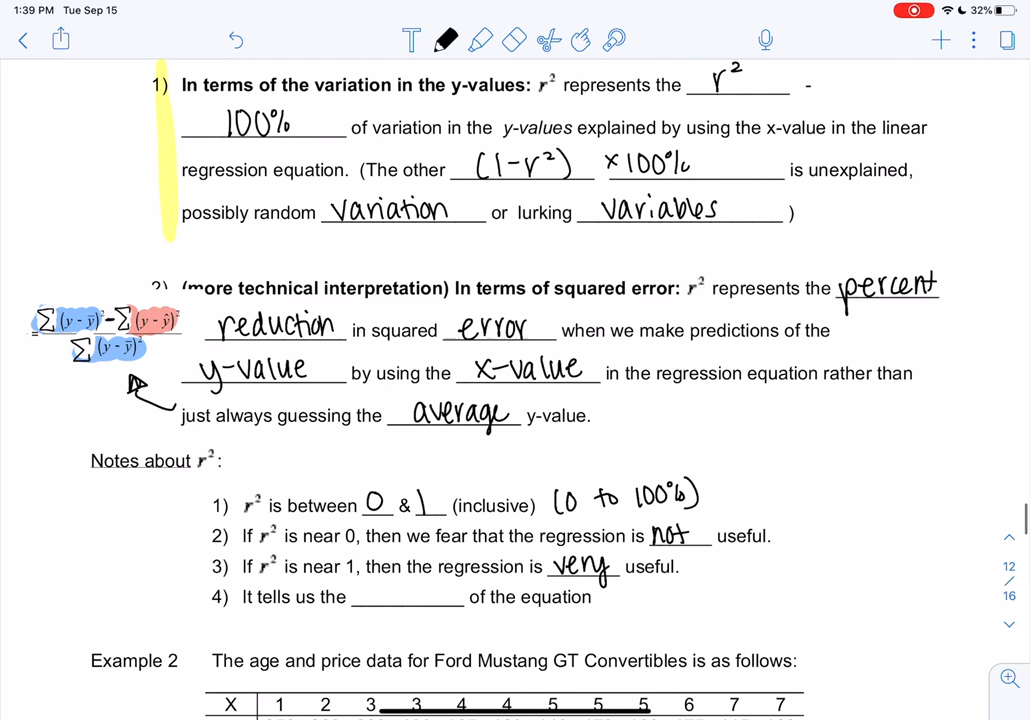 1:39 PM Tue Sep 15 32%
T
1) In terms of the variation in the y-values: r² represents the r² -
100% of variation in the y-values explained by using the x-value in the linear
regression equation. (The other (1-r²) ×100% is unexplained,
possibly random variation or lurking variables )
2) (more technical interpretation) In terms of squared error: r² represents the percent
= Σ(y - ȳ)² - Σ(y - ŷ)² / Σ(y - ȳ)²
reduction in squared error when we make predictions of the
y-value by using the x-value in the regression equation rather than
just always guessing the average y-value.
Notes about r²:
1) r² is between 0 & 1 (inclusive) (0 to 100%)
2) If r² is near 0, then we fear that the regression is not useful.
3) If r² is near 1, then the regression is very useful.
4) It tells us the ____________ of the equation
12
/
16
Example 2 The age and price data for Ford Mustang GT Convertibles is as follows:
X 1 2 3 3 4 4 5 5 5 6 7 7